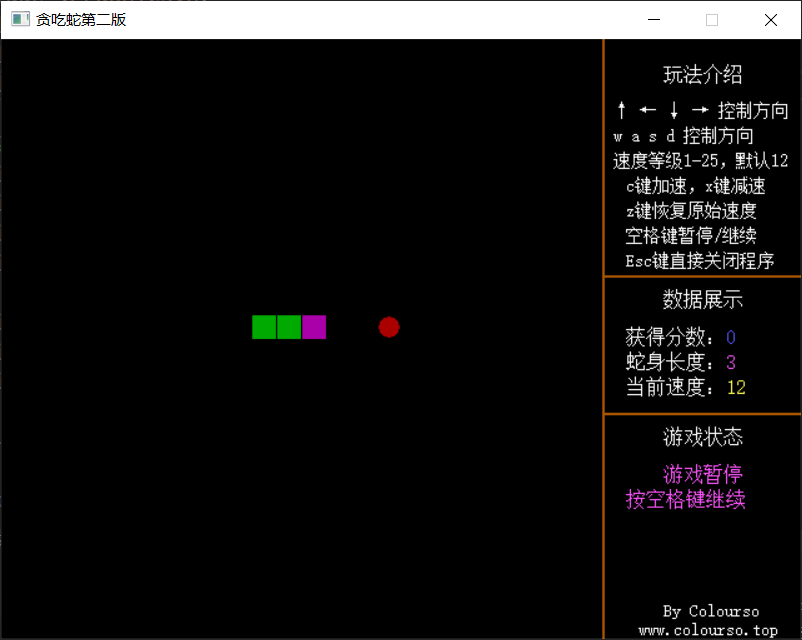 贪吃蛇第二版
玩法介绍
↑ ← ↓ → 控制方向
w a s d 控制方向
速度等级1-25，默认12
c键加速，x键减速
z键恢复原始速度
空格键暂停/继续
Esc键直接关闭程序
数据展示
获得分数：0
蛇身长度：3
当前速度：12
游戏状态
游戏暂停
按空格键继续
By Colourso
www.colourso.top